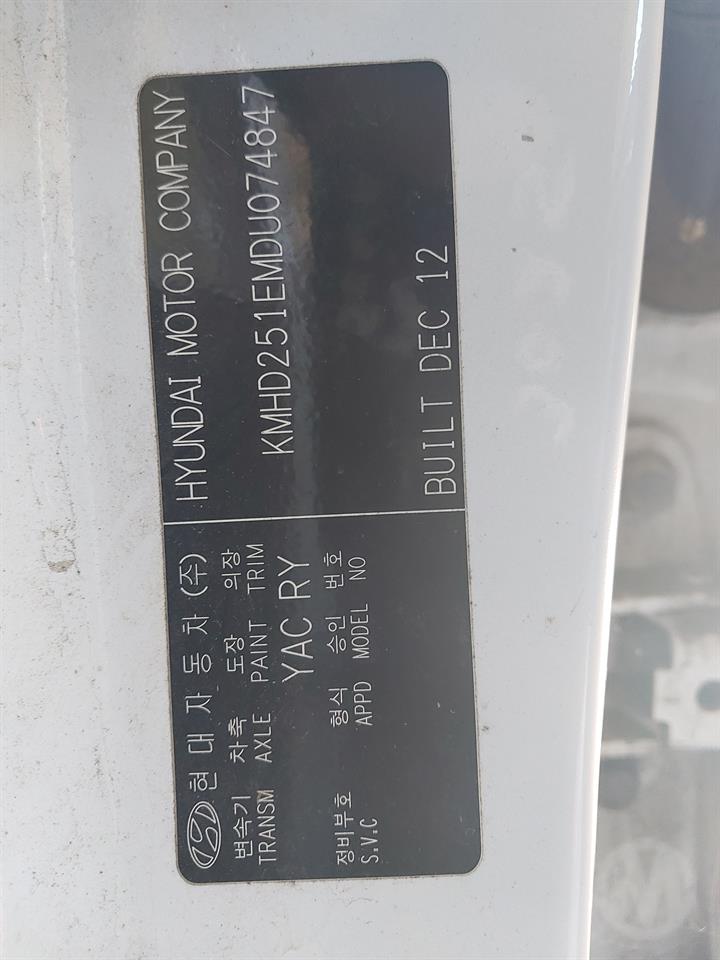 현대자동차(주) HYUNDAI MOTOR COMPANY
변속기 차축 도장 의장
TRANSM AXLE PAINT TRIM KMHD251EMDU074847
YAC RY
정비부호 형식 승인 번호
S.V.C APPD MODEL NO
BUILT DEC 12